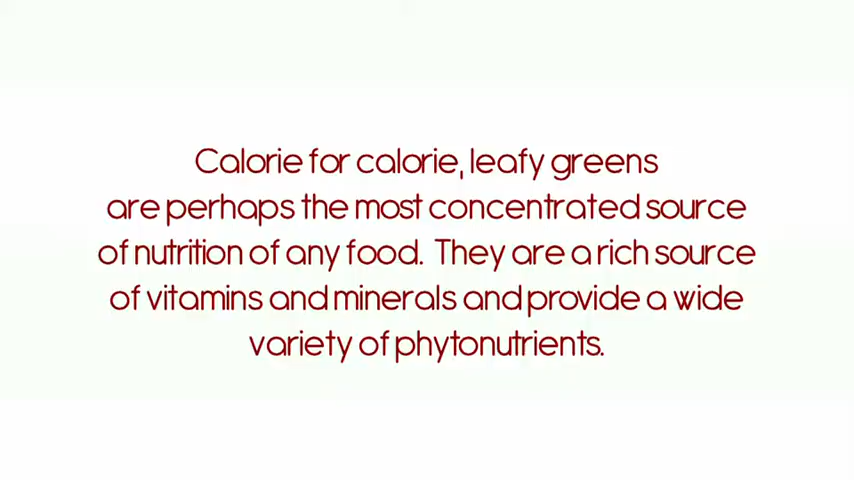 Calorie for calorie, leafy greens
are perhaps the most concentrated source
of nutrition of any food. They are a rich source
of vitamins and minerals and provide a wide
variety of phytonutrients.